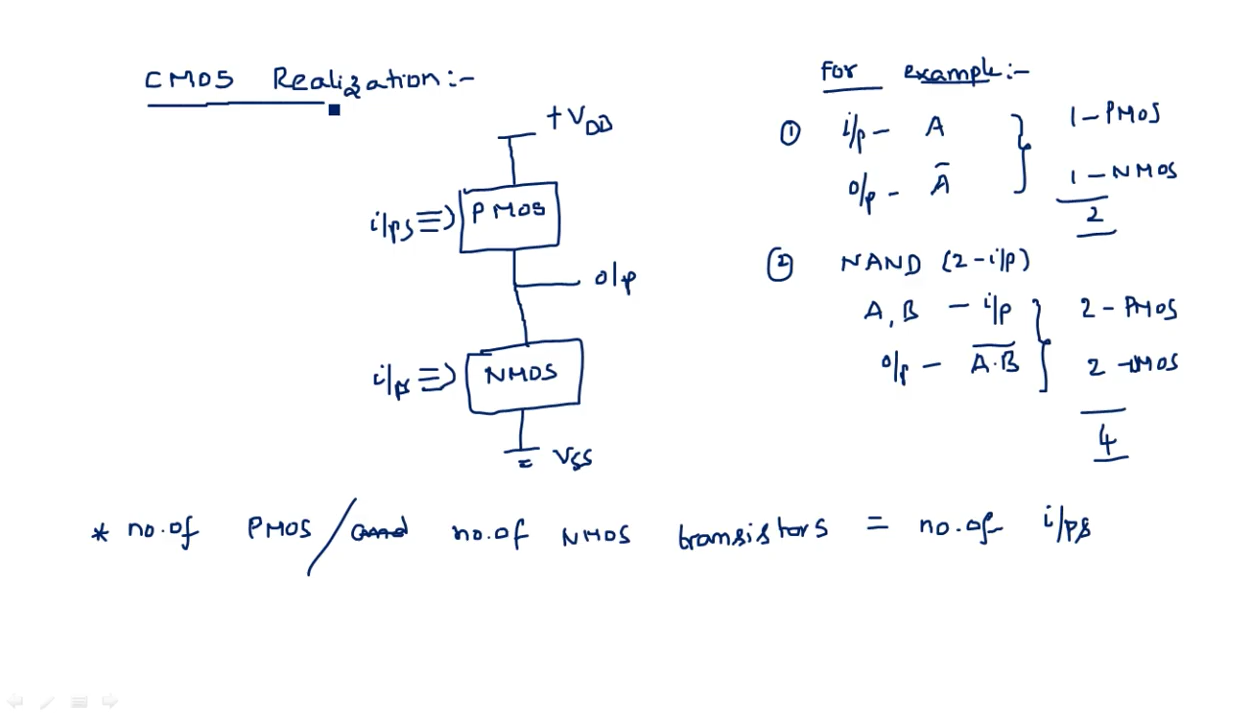 CMOS Realization:-
+VDD
i/ps PMOS
o/p
i/ps NMOS
VSS
For example:-
① i/p - A
o/p - A̅
1-PMOS
1-NMOS
2
② NAND (2-i/p)
A, B - i/p
o/p - A̅·̅B̅
2-PMOS
2-NMOS
4
* no.of PMOS/and no.of NMOS transistors = no.of i/ps